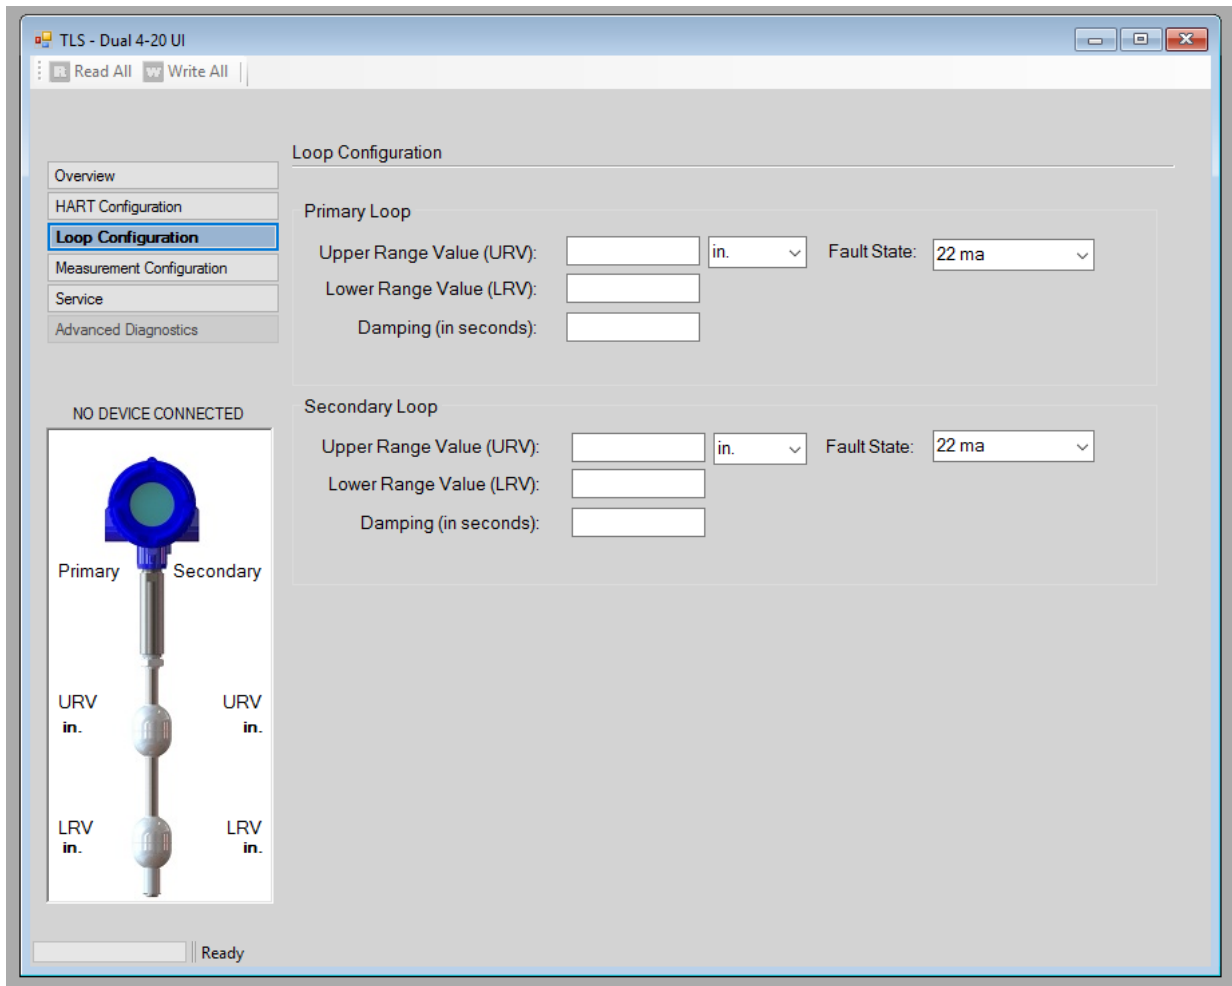 TLS - Dual 4-20 UI
R Read All W Write All
Loop Configuration
Overview
HART Configuration
Loop Configuration
Measurement Configuration
Service
Advanced Diagnostics
Primary Loop
Upper Range Value (URV): in. Fault State: 22 ma
Lower Range Value (LRV):
Damping (in seconds):
Secondary Loop
Upper Range Value (URV): in. Fault State: 22 ma
Lower Range Value (LRV):
Damping (in seconds):
NO DEVICE CONNECTED
Primary Secondary
URV URV
in. in.
LRV LRV
in. in.
Ready